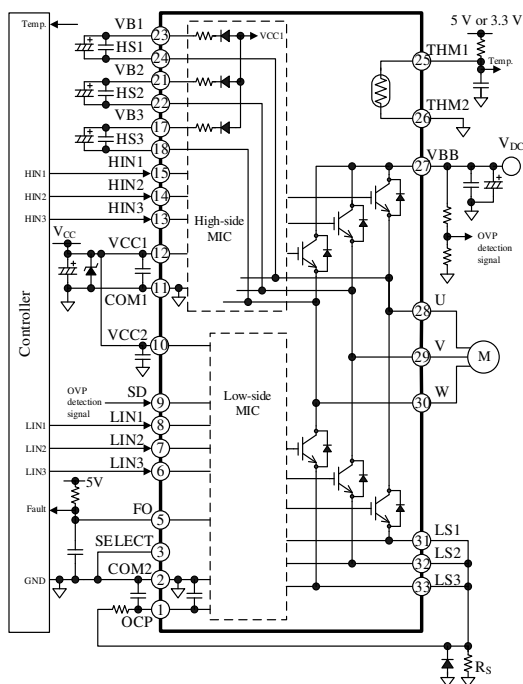 Temp.
VB1
23
HS1
24
VB2
21
HS2
22
VB3
17
HS3
18
HIN1
HIN1
15
HIN2
HIN2
14
HIN3
HIN3
13
VCC
VCC1
12
COM1
11
VCC2
10
OVP
detection
signal
SD
9
LIN1
LIN1
8
LIN2
LIN2
7
LIN3
LIN3
6
5V
Fault
FO
5
SELECT
3
GND
COM2
2
1
OCP
Controller
VCC1
High-side
MIC
Low-side
MIC
5 V or 3.3 V
THM1
25
Temp.
THM2
26
VBB
27
VDC
OVP
detection
signal
U
28
V
29
M
W
30
LS1
31
LS2
32
LS3
33
RS